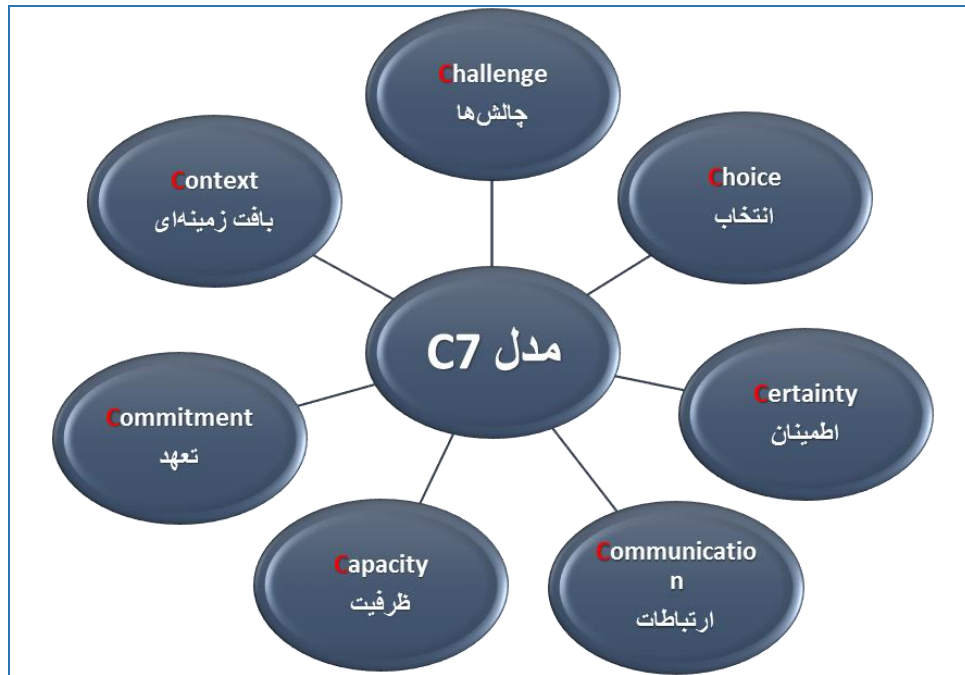 Challenge
چالش‌ها
Choice
انتخاب
Certainty
اطمینان
Communicatio
n
ارتباطات
Capacity
ظرفیت
Commitment
تعهد
Context
بافت زمینه‌ای
مدل C7